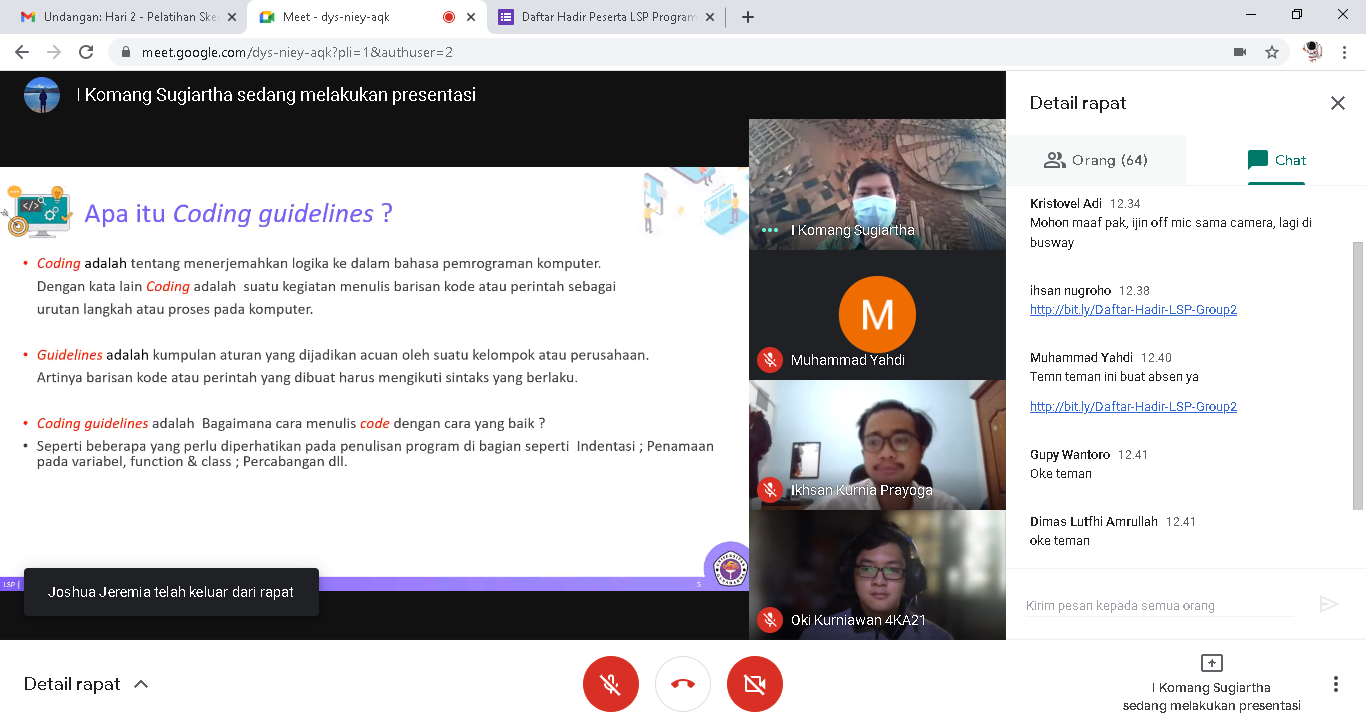 Undangan: Hari 2 - Pelatihan Ske
Meet - dys-niey-aqk
Daftar Hadir Peserta LSP Program
meet.google.com/dys-niey-aqk?pli=1&authuser=2
I Komang Sugiartha sedang melakukan presentasi
Apa itu Coding guidelines ?
• Coding adalah tentang menerjemahkan logika ke dalam bahasa pemrograman komputer.
Dengan kata lain Coding adalah suatu kegiatan menulis barisan kode atau perintah sebagai
urutan langkah atau proses pada komputer.
• Guidelines adalah kumpulan aturan yang dijadikan acuan oleh suatu kelompok atau perusahaan.
Artinya barisan kode atau perintah yang dibuat harus mengikuti sintaks yang berlaku.
• Coding guidelines adalah Bagaimana cara menulis code dengan cara yang baik ?
• Seperti beberapa yang perlu diperhatikan pada penulisan program di bagian seperti Indentasi ; Penamaan
pada variabel, function & class ; Percabangan dll.
LSP |
5
Joshua Jeremia telah keluar dari rapat
I Komang Sugiartha
M
Muhammad Yahdi
Ikhsan Kurnia Prayoga
Oki Kurniawan 4KA21
Detail rapat
Orang (64)
Chat
Kristovel Adi 12.34
Mohon maaf pak, ijin off mic sama camera, lagi di
busway
ihsan nugroho 12.38
http://bit.ly/Daftar-Hadir-LSP-Group2
Muhammad Yahdi 12.40
Temn teman ini buat absen ya
http://bit.ly/Daftar-Hadir-LSP-Group2
Gupy Wantoro 12.41
Oke teman
Dimas Lutfhi Amrullah 12.41
oke teman
Kirim pesan kepada semua orang
Detail rapat
I Komang Sugiartha
sedang melakukan presentasi